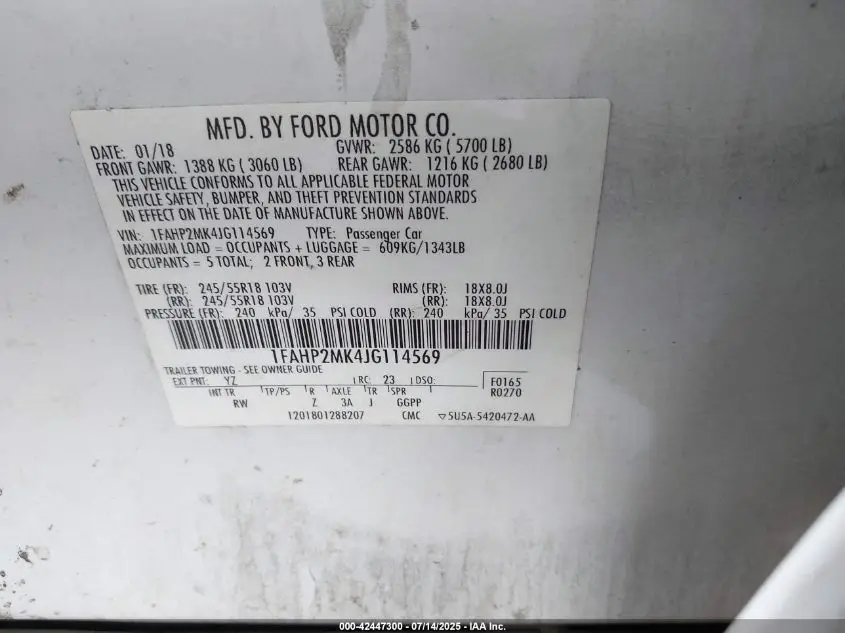 MFD. BY FORD MOTOR CO.
DATE: 01/18 GVWR: 2586 KG ( 5700 LB)
FRONT GAWR: 1388 KG ( 3060 LB) REAR GAWR: 1216 KG ( 2680 LB)
THIS VEHICLE CONFORMS TO ALL APPLICABLE FEDERAL MOTOR
VEHICLE SAFETY, BUMPER, AND THEFT PREVENTION STANDARDS
IN EFFECT ON THE DATE OF MANUFACTURE SHOWN ABOVE.
VIN: 1FAHP2MK4JG114569 TYPE: Passenger Car
MAXIMUM LOAD = OCCUPANTS + LUGGAGE = 609KG/1343LB
OCCUPANTS = 5 TOTAL; 2 FRONT, 3 REAR
TIRE (FR): 245/55R18 103V RIMS (FR): 18X8.0J
(RR): 245/55R18 103V (RR): 18X8.0J
PRESSURE (FR): 240 kPa/ 35 PSI COLD (RR): 240 kPa/ 35 PSI COLD
1FAHP2MK4JG114569
TRAILER TOWING - SEE OWNER GUIDE
EXT PNT: YZ RC: 23 DSO: F0165
INT TR TP/PS R AXLE TR SPR R0270
RW Z 3A J GGPP
1201801288207 CMC ▽5U5A-5420472-AA
000-42447300 - 07/14/2025 - IAA Inc.